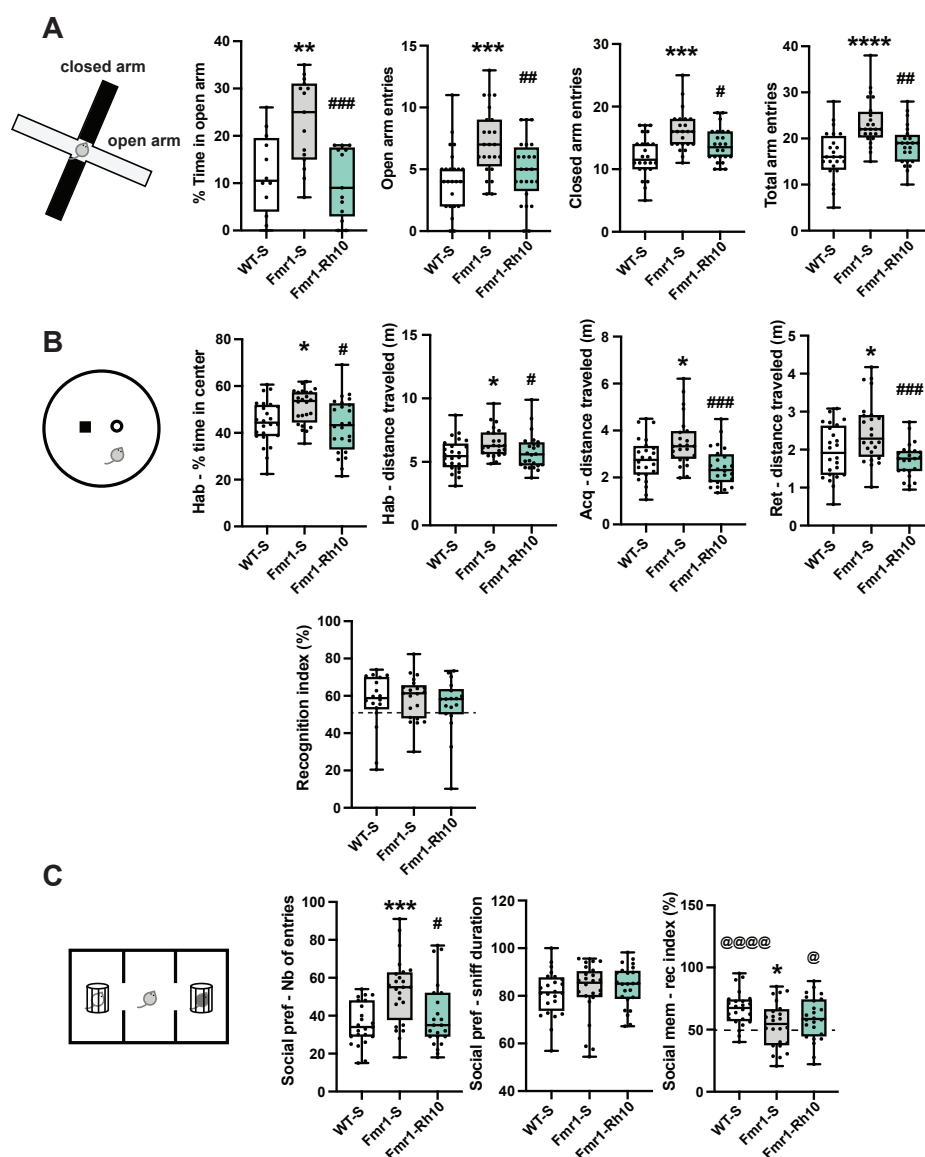 A
closed arm
open arm
% Time in open arm
40
30
20
10
0
**
###
WT-S
Fmr1-S
Fmr1-Rh10
Open arm entries
15
10
5
0
***
##
WT-S
Fmr1-S
Fmr1-Rh10
Closed arm entries
30
20
10
0
***
#
WT-S
Fmr1-S
Fmr1-Rh10
Total arm entries
40
30
20
10
0
****
##
WT-S
Fmr1-S
Fmr1-Rh10
B
Hab - % time in center
80
60
40
20
0
*
#
WT-S
Fmr1-S
Fmr1-Rh10
Hab - distance traveled (m)
15
10
5
0
*
#
WT-S
Fmr1-S
Fmr1-Rh10
Acq - distance traveled (m)
8
6
4
2
0
*
###
WT-S
Fmr1-S
Fmr1-Rh10
Ret - distance traveled (m)
5
4
3
2
1
0
*
###
WT-S
Fmr1-S
Fmr1-Rh10
Recognition index (%)
100
80
60
40
20
0
WT-S
Fmr1-S
Fmr1-Rh10
C
Social pref - Nb of entries
100
80
60
40
20
0
***
#
WT-S
Fmr1-S
Fmr1-Rh10
Social pref - sniff duration
120
100
80
60
40
WT-S
Fmr1-S
Fmr1-Rh10
Social mem - rec index (%)
150
100
50
0
@@@@
*
@
WT-S
Fmr1-S
Fmr1-Rh10